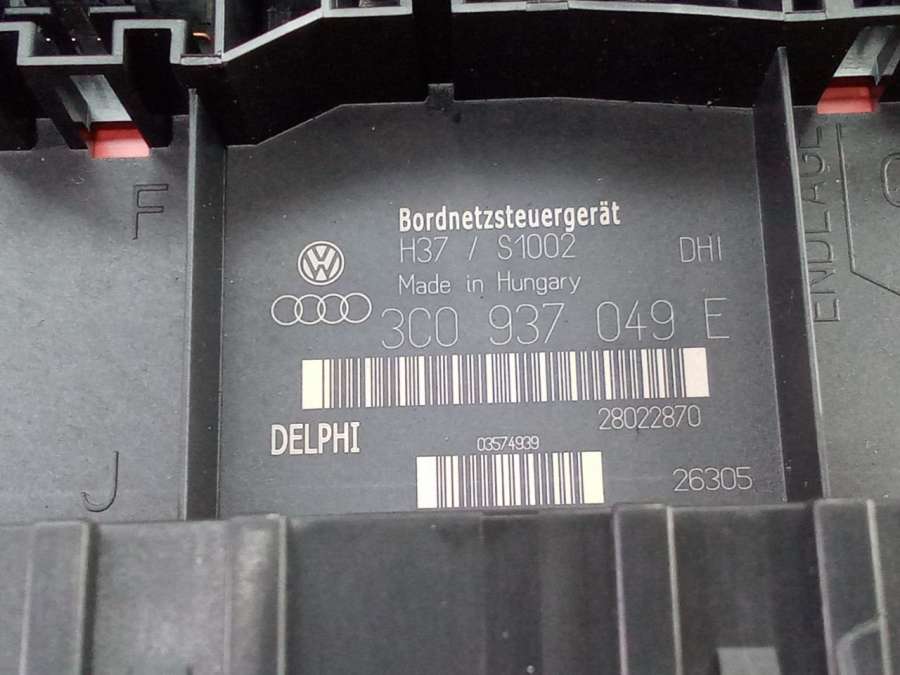 Bordnetzsteuergerät
H37 / S1002 DHI
Made in Hungary
3C0 937 049 E
28022870
DELPHI
03574939
26305
F
J
ENDLAGE